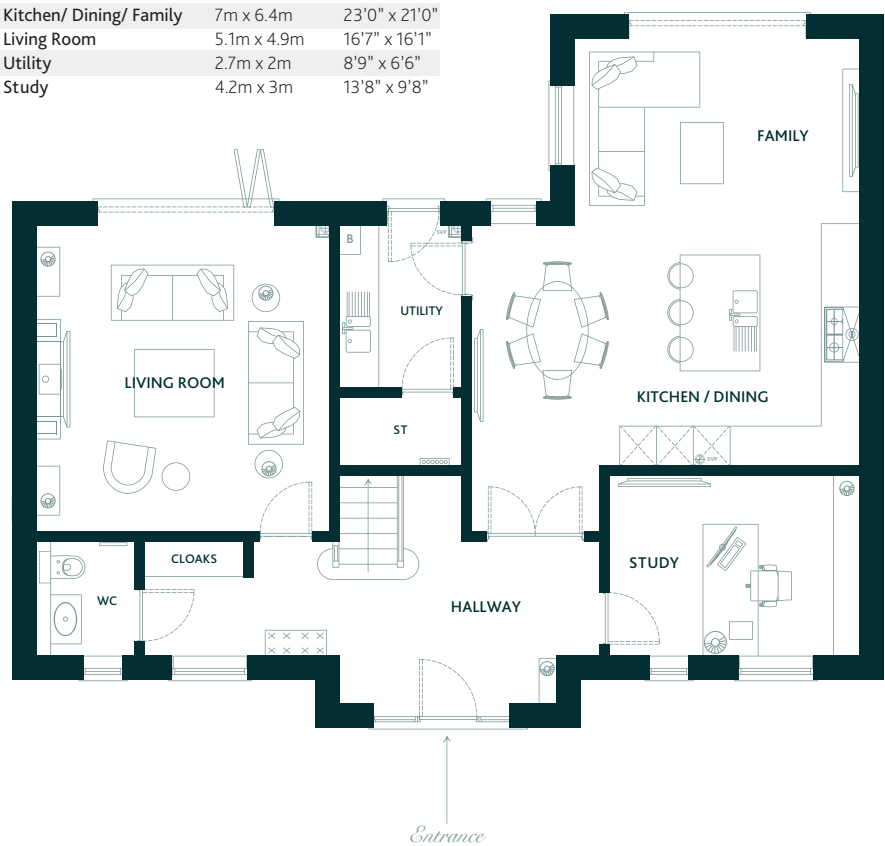 Kitchen/ Dining/ Family 7m x 6.4m 23’0” x 21’0”
Living Room 5.1m x 4.9m 16’7” x 16’1”
Utility 2.7m x 2m 8’9” x 6’6”
Study 4.2m x 3m 13’8” x 9’8”
FAMILY
B
SVP
UTILITY
LIVING ROOM
KITCHEN / DINING
ST
SVP
CLOAKS
STUDY
WC
HALLWAY
Entrance